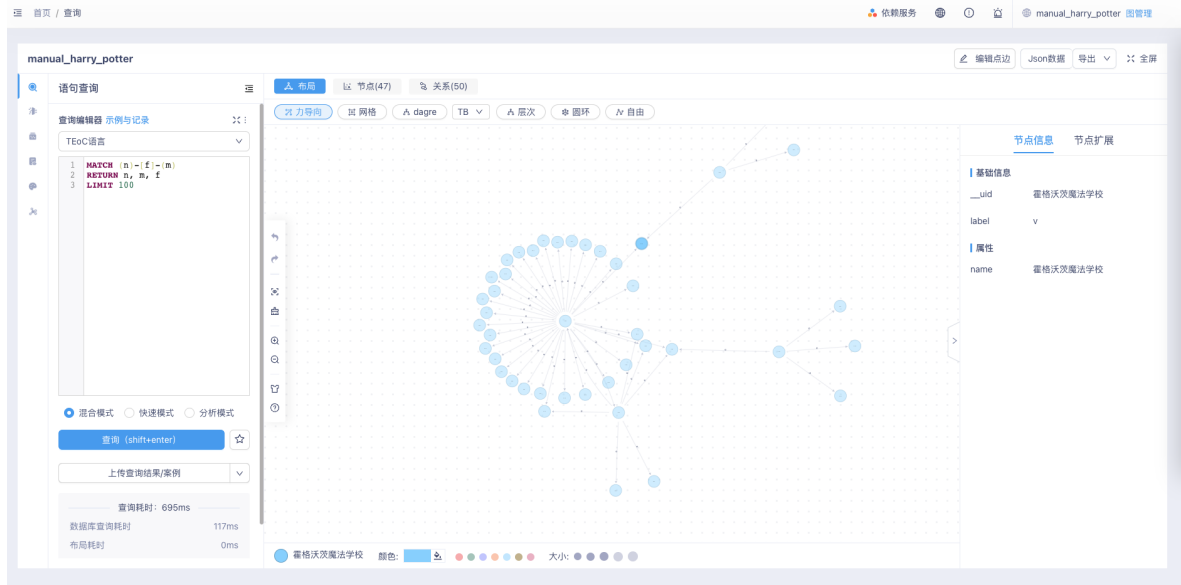 首页 / 查询
依赖服务
manual_harry_potter 图管理
manual_harry_potter
编辑点边
Json数据
导出
全屏
语句查询
查询编辑器 示例与记录
TEoC语言
1 MATCH (n)-[f]-(m)
2 RETURN n, m, f
3 LIMIT 100
混合模式 快速模式 分析模式
查询 (shift+enter)
上传查询结果/案例
查询耗时: 695ms
数据库查询耗时 117ms
布局耗时 0ms
布局 节点(47) 关系(50)
力导向 网格 dagre TB 层次 圆环 自由
霍格沃茨魔法学校 颜色: 大小:
节点信息 节点扩展
基础信息
__uid 霍格沃茨魔法学校
label v
属性
name 霍格沃茨魔法学校